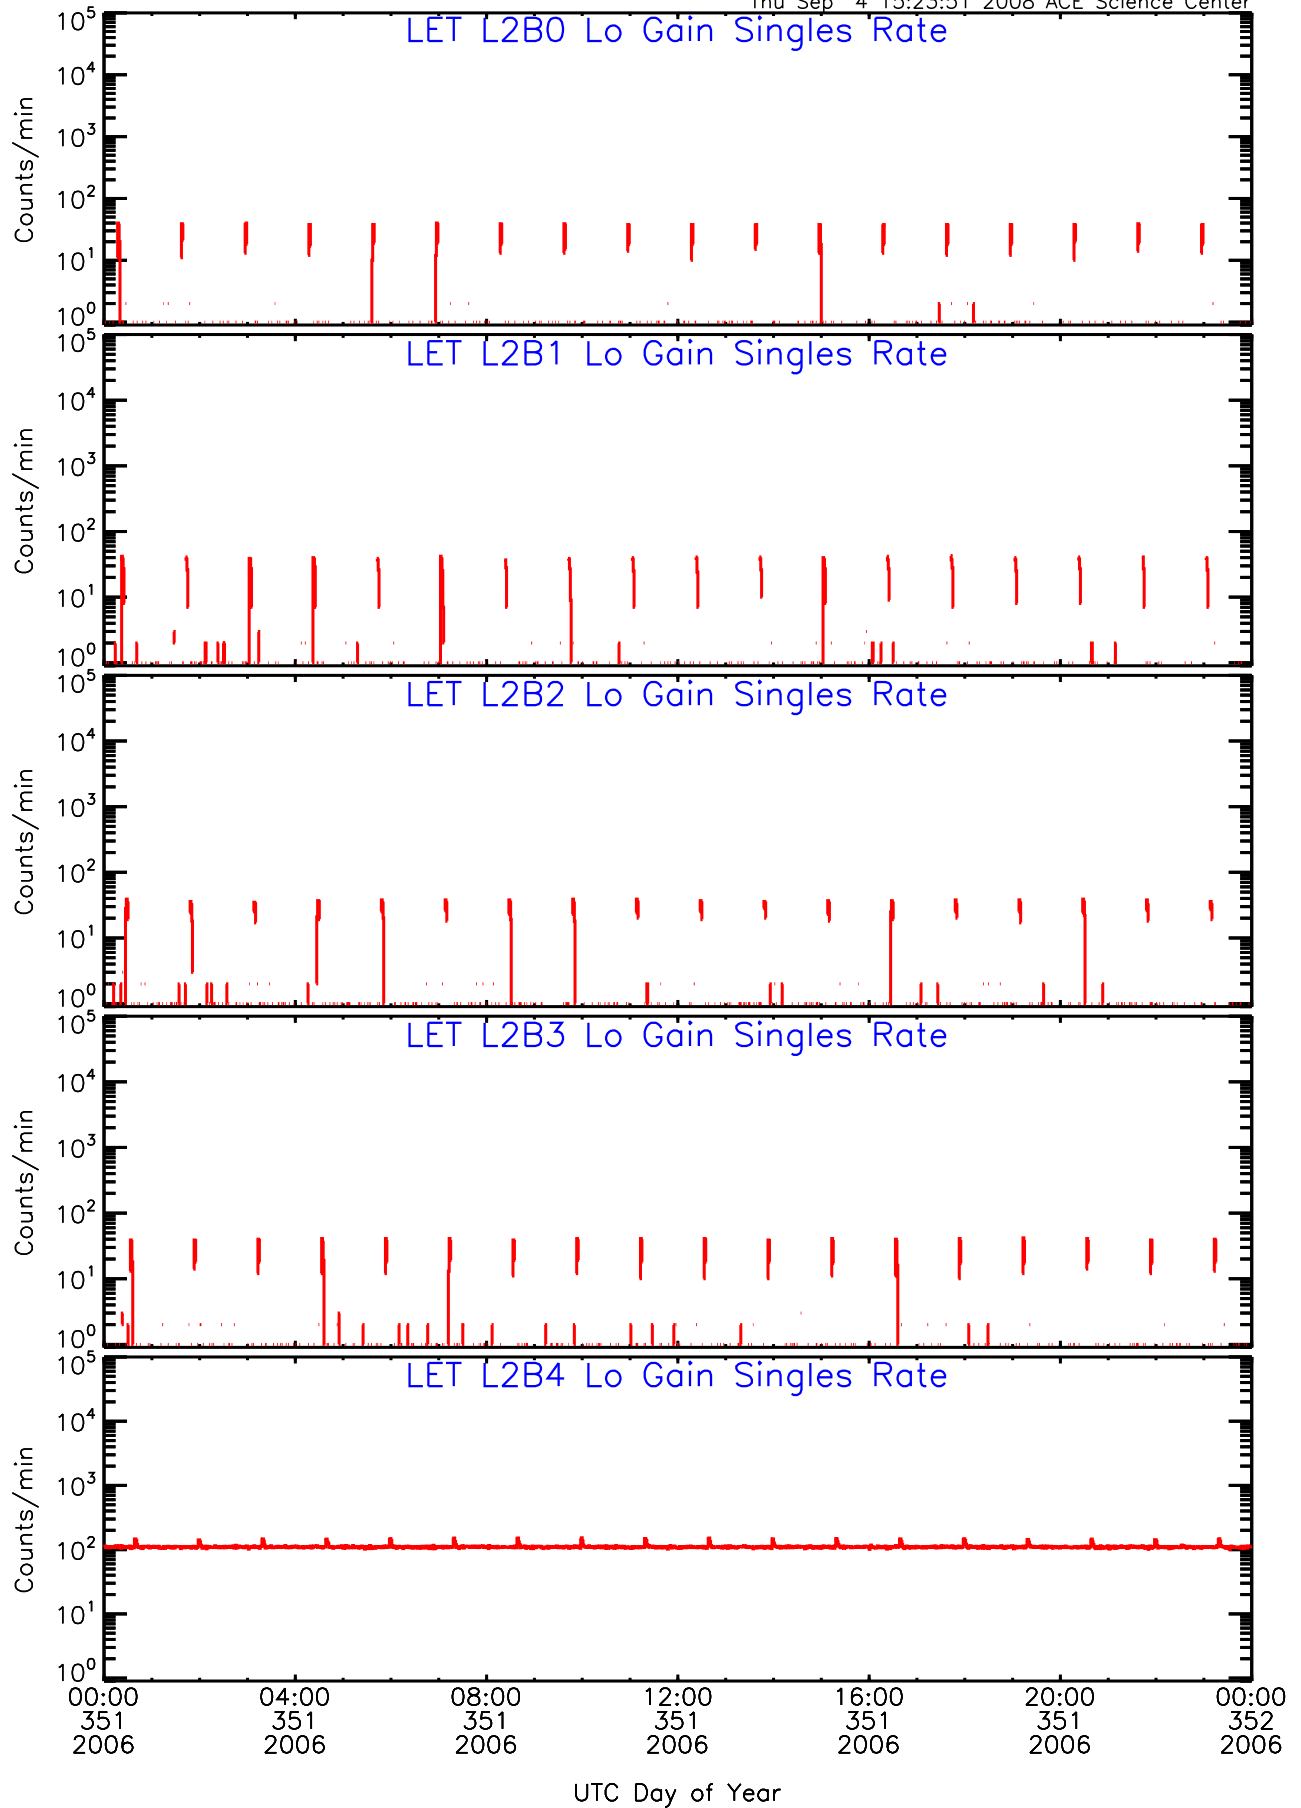 Thu Sep 4 15:23:51 2008 ACE Science Center
LET L2B0 Lo Gain Singles Rate
10^5
10^4
10^3
10^2
10^1
10^0
Counts/min
LET L2B1 Lo Gain Singles Rate
10^5
10^4
10^3
10^2
10^1
10^0
Counts/min
LET L2B2 Lo Gain Singles Rate
10^5
10^4
10^3
10^2
10^1
10^0
Counts/min
LET L2B3 Lo Gain Singles Rate
10^5
10^4
10^3
10^2
10^1
10^0
Counts/min
LET L2B4 Lo Gain Singles Rate
10^5
10^4
10^3
10^2
10^1
10^0
Counts/min
00:00 04:00 08:00 12:00 16:00 20:00 00:00
351 351 351 351 351 351 352
2006 2006 2006 2006 2006 2006 2006
UTC Day of Year